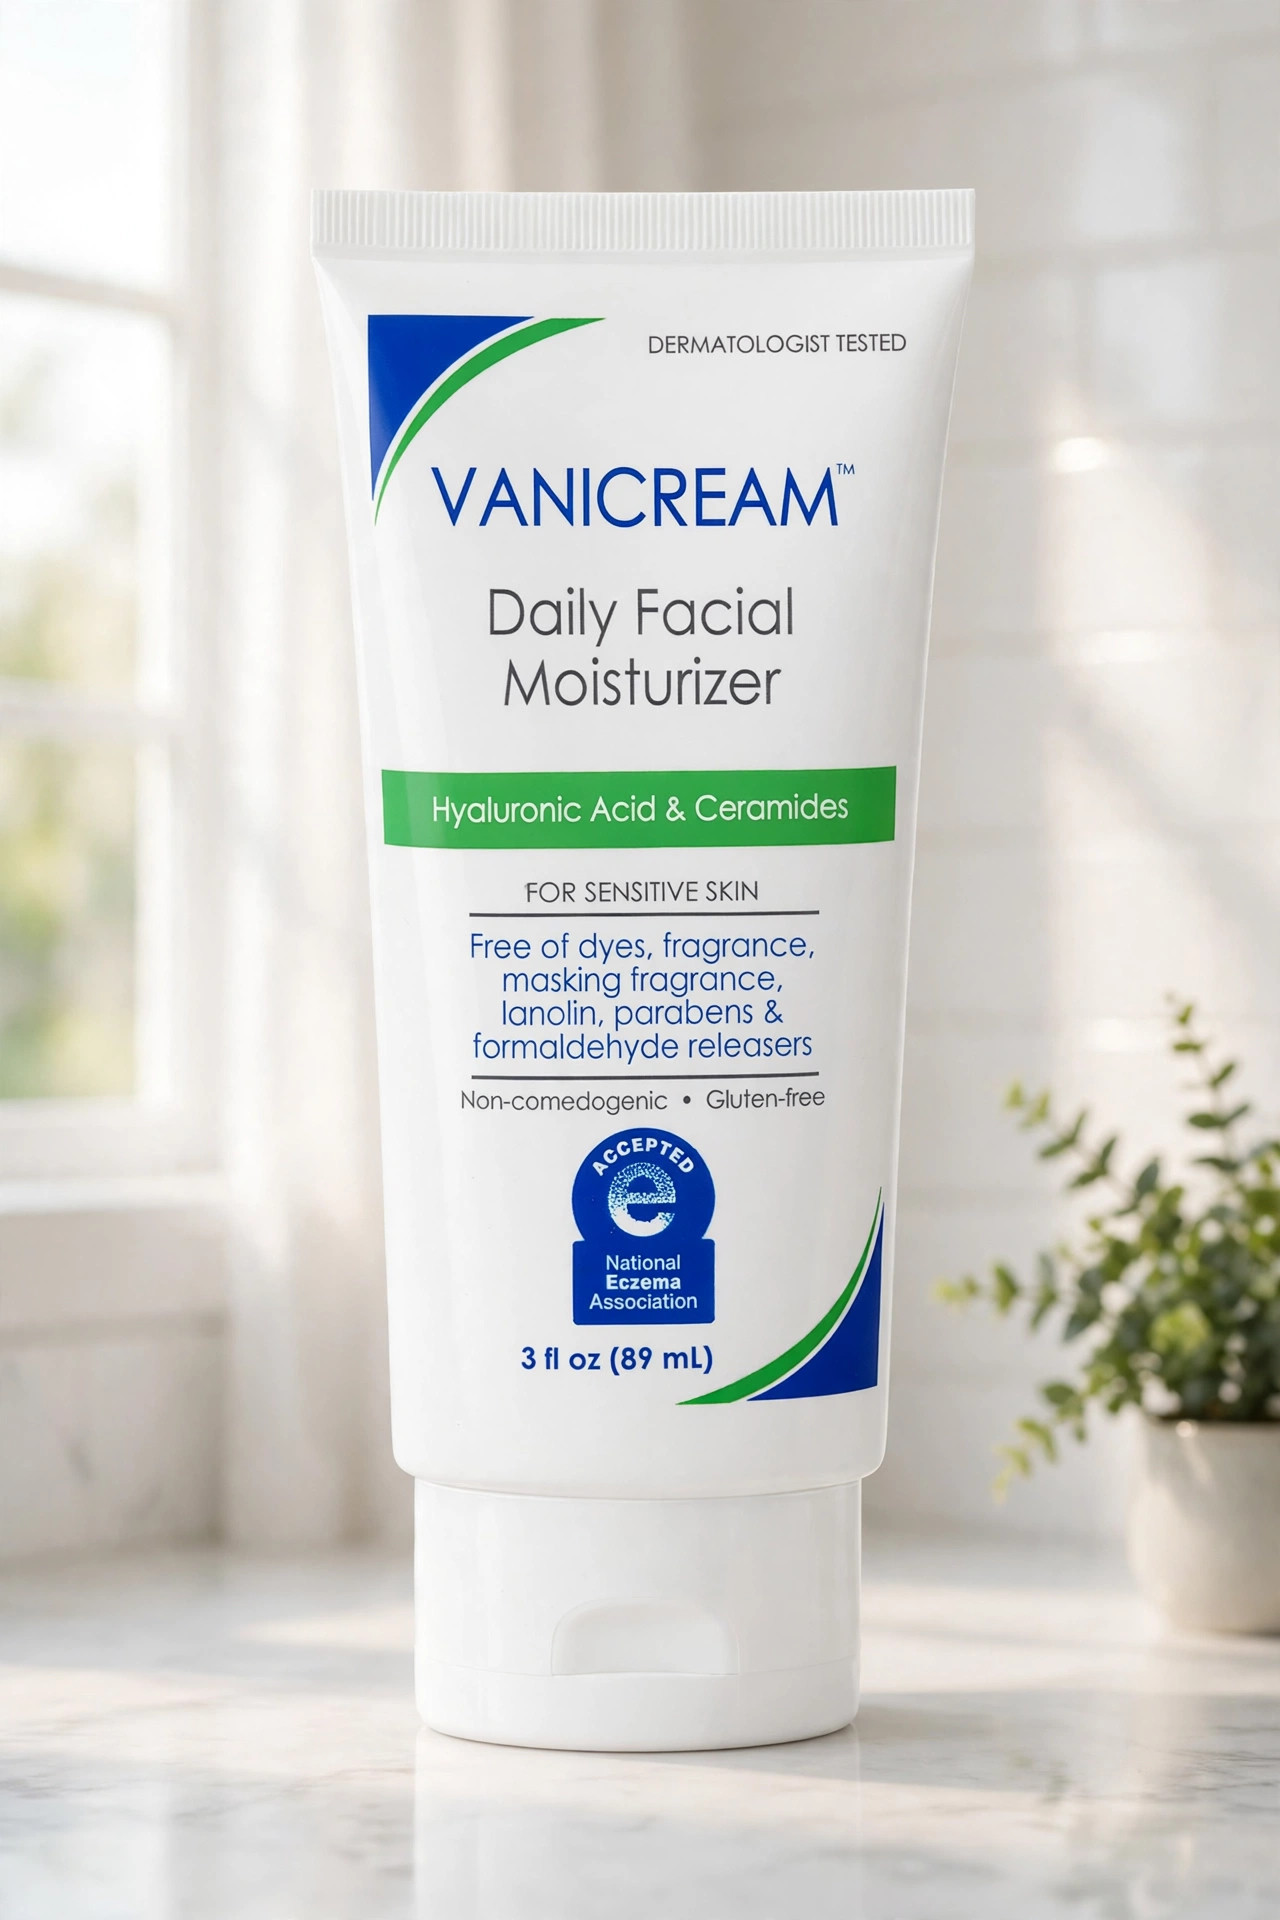 DERMATOLOGIST TESTED
VANICREAM™
Daily Facial
Moisturizer
Hyaluronic Acid & Ceramides
FOR SENSITIVE SKIN
Free of dyes, fragrance,
masking fragrance,
lanolin, parabens &
formaldehyde releasers
Non-comedogenic • Gluten-free
ACCEPTED
e
National
Eczema
Association
3 fl oz (89 mL)